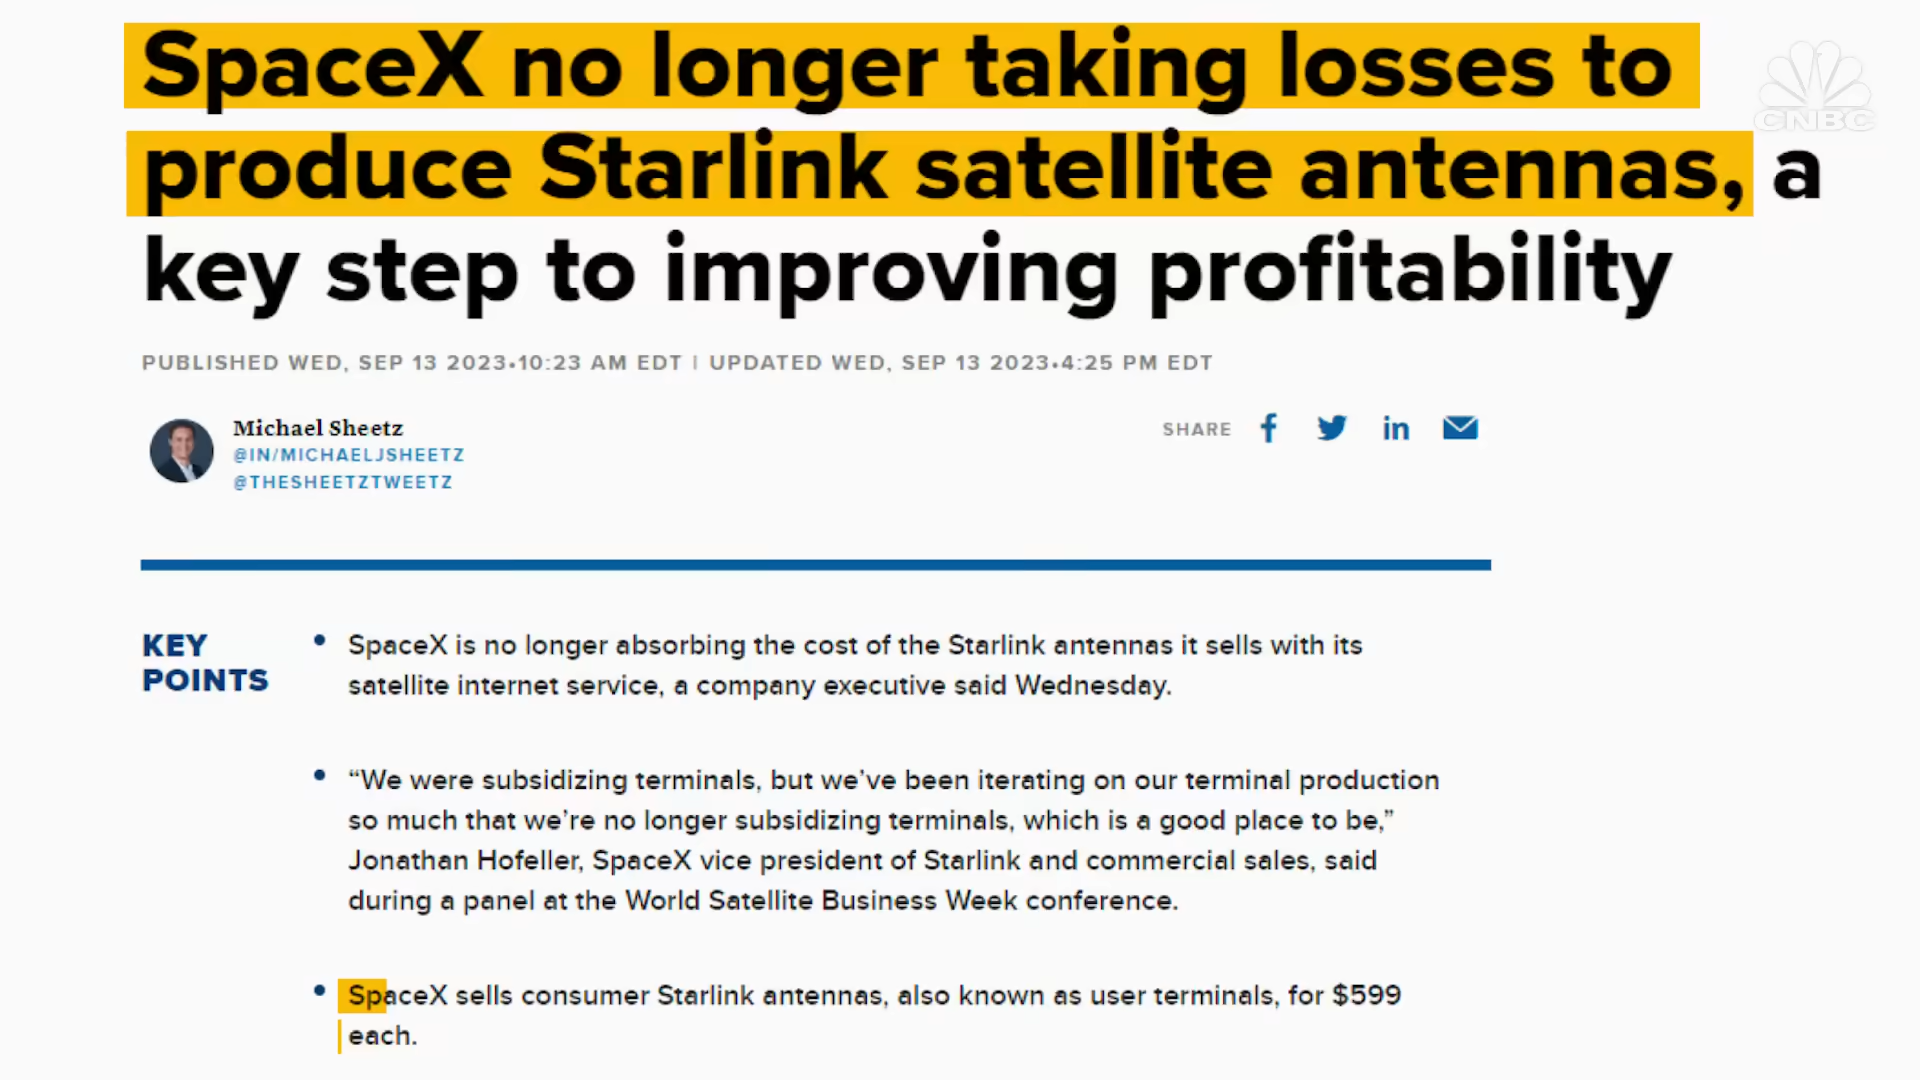 SpaceX no longer taking losses to
produce Starlink satellite antennas, a
key step to improving profitability
CNBC
PUBLISHED WED, SEP 13 2023•10:23 AM EDT | UPDATED WED, SEP 13 2023•4:25 PM EDT
Michael Sheetz
@IN/MICHAELJSHEETZ
@THESHEETZTWEETZ
SHARE
KEY
POINTS
SpaceX is no longer absorbing the cost of the Starlink antennas it sells with its
satellite internet service, a company executive said Wednesday.
“We were subsidizing terminals, but we’ve been iterating on our terminal production
so much that we’re no longer subsidizing terminals, which is a good place to be,”
Jonathan Hofeller, SpaceX vice president of Starlink and commercial sales, said
during a panel at the World Satellite Business Week conference.
SpaceX sells consumer Starlink antennas, also known as user terminals, for $599
each.